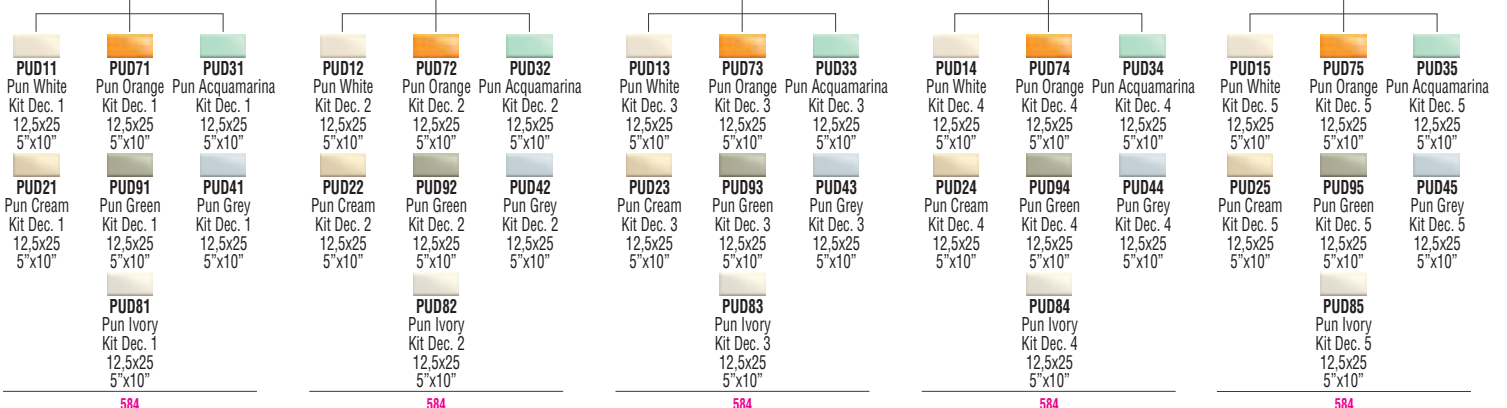 PUD11
Pun White
Kit Dec. 1
12,5x25
5”x10”
PUD71
Pun Orange
Kit Dec. 1
12,5x25
5”x10”
PUD31
Pun Acquamarina
Kit Dec. 1
12,5x25
5”x10”
PUD21
Pun Cream
Kit Dec. 1
12,5x25
5”x10”
PUD91
Pun Green
Kit Dec. 1
12,5x25
5”x10”
PUD41
Pun Grey
Kit Dec. 1
12,5x25
5”x10”
PUD81
Pun Ivory
Kit Dec. 1
12,5x25
5”x10”
584
PUD12
Pun White
Kit Dec. 2
12,5x25
5”x10”
PUD72
Pun Orange
Kit Dec. 2
12,5x25
5”x10”
PUD32
Pun Acquamarina
Kit Dec. 2
12,5x25
5”x10”
PUD22
Pun Cream
Kit Dec. 2
12,5x25
5”x10”
PUD92
Pun Green
Kit Dec. 2
12,5x25
5”x10”
PUD42
Pun Grey
Kit Dec. 2
12,5x25
5”x10”
PUD82
Pun Ivory
Kit Dec. 2
12,5x25
5”x10”
584
PUD13
Pun White
Kit Dec. 3
12,5x25
5”x10”
PUD73
Pun Orange
Kit Dec. 3
12,5x25
5”x10”
PUD33
Pun Acquamarina
Kit Dec. 3
12,5x25
5”x10”
PUD23
Pun Cream
Kit Dec. 3
12,5x25
5”x10”
PUD93
Pun Green
Kit Dec. 3
12,5x25
5”x10”
PUD43
Pun Grey
Kit Dec. 3
12,5x25
5”x10”
PUD83
Pun Ivory
Kit Dec. 3
12,5x25
5”x10”
584
PUD14
Pun White
Kit Dec. 4
12,5x25
5”x10”
PUD74
Pun Orange
Kit Dec. 4
12,5x25
5”x10”
PUD34
Pun Acquamarina
Kit Dec. 4
12,5x25
5”x10”
PUD24
Pun Cream
Kit Dec. 4
12,5x25
5”x10”
PUD94
Pun Green
Kit Dec. 4
12,5x25
5”x10”
PUD44
Pun Grey
Kit Dec. 4
12,5x25
5”x10”
PUD84
Pun Ivory
Kit Dec. 4
12,5x25
5”x10”
584
PUD15
Pun White
Kit Dec. 5
12,5x25
5”x10”
PUD75
Pun Orange
Kit Dec. 5
12,5x25
5”x10”
PUD35
Pun Acquamarina
Kit Dec. 5
12,5x25
5”x10”
PUD25
Pun Cream
Kit Dec. 5
12,5x25
5”x10”
PUD95
Pun Green
Kit Dec. 5
12,5x25
5”x10”
PUD45
Pun Grey
Kit Dec. 5
12,5x25
5”x10”
PUD85
Pun Ivory
Kit Dec. 5
12,5x25
5”x10”
584